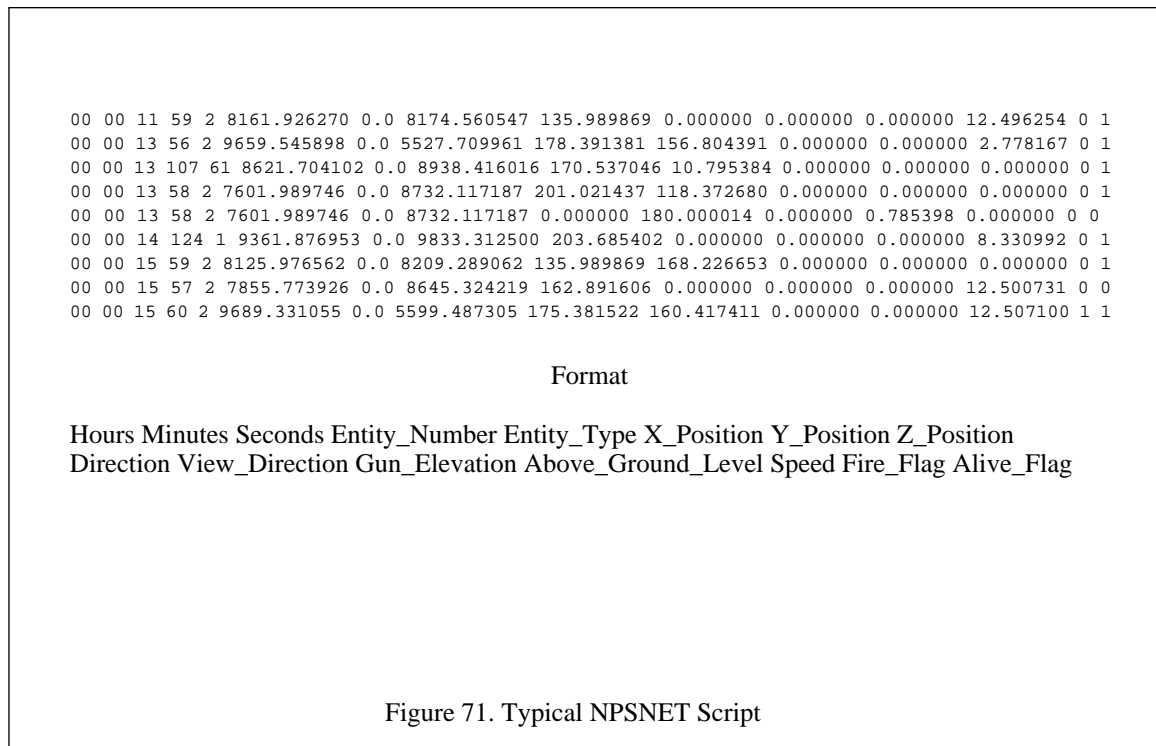 00 00 11 59 2 8161.926270 0.0 8174.560547 135.989869 0.000000 0.000000 0.000000 12.496254 0 1
00 00 13 56 2 9659.545898 0.0 5527.709961 178.391381 156.804391 0.000000 0.000000 2.778167 0 1
00 00 13 107 61 8621.704102 0.0 8938.416016 170.537046 10.795384 0.000000 0.000000 0.000000 0 1
00 00 13 58 2 7601.989746 0.0 8732.117187 201.021437 118.372680 0.000000 0.000000 0.000000 0 1
00 00 13 58 2 7601.989746 0.0 8732.117187 0.000000 180.000014 0.000000 0.785398 0.000000 0 0
00 00 14 124 1 9361.876953 0.0 9833.312500 203.685402 0.000000 0.000000 0.000000 8.330992 0 1
00 00 15 59 2 8125.976562 0.0 8209.289062 135.989869 168.226653 0.000000 0.000000 0.000000 0 1
00 00 15 57 2 7855.773926 0.0 8645.324219 162.891606 0.000000 0.000000 0.000000 12.500731 0 0
00 00 15 60 2 9689.331055 0.0 5599.487305 175.381522 160.417411 0.000000 0.000000 12.507100 1 1
Format
Hours Minutes Seconds Entity_Number Entity_Type X_Position Y_Position Z_Position
Direction View_Direction Gun_Elevation Above_Ground_Level Speed Fire_Flag Alive_Flag
Figure 71. Typical NPSNET Script